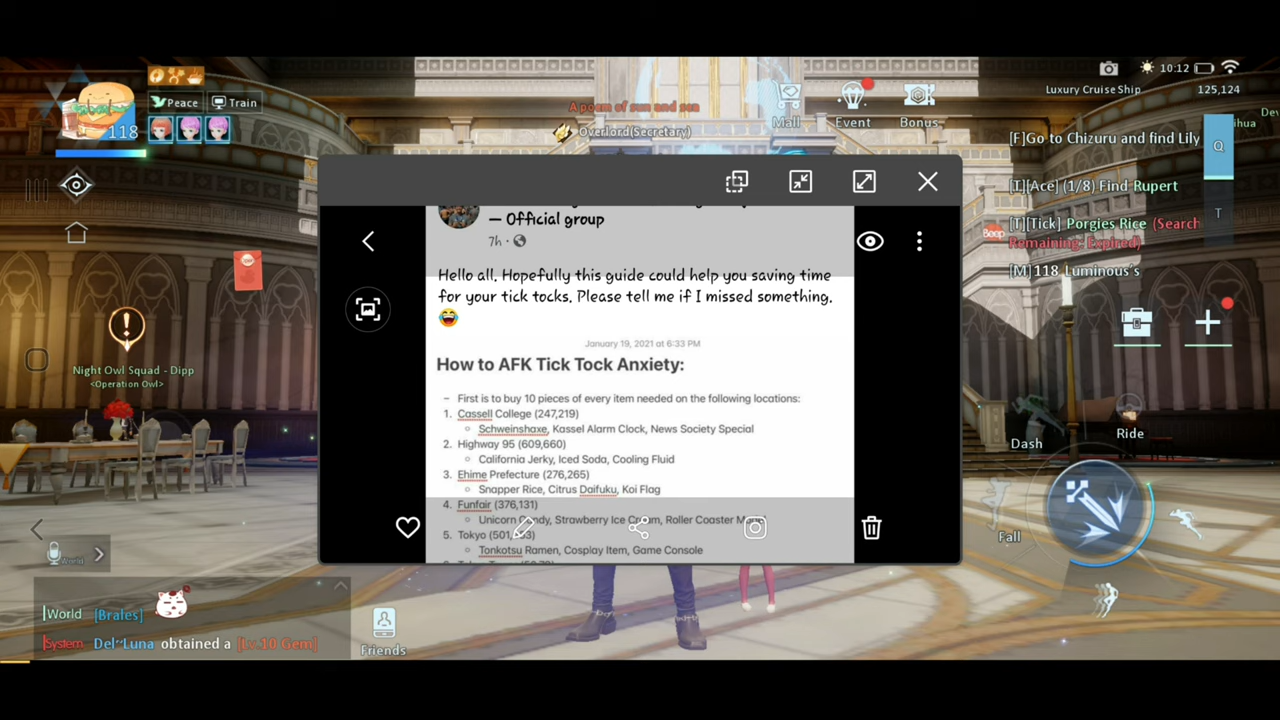 118
Peace
Train
A poem of sun and sea
Overlord(Secretary)
Mall
Event
Bonus
10:12
Luxury Cruise Ship
125,124
[F]Go to Chizuru and find Lily
Q
[T][Ace] (1/8) Find Rupert
T
[T][Tick] Porgies Rice (Search
Remaining: Expired)
Beep
[M]118 Luminous's
Night Owl Squad - Dipp
<Operation Owl>
Dash
Ride
Fall
— Official group
7h
Hello all. Hopefully this guide could help you saving time
for your tick tocks. Please tell me if I missed something.
😂
January 19, 2021 at 6:33 PM
How to AFK Tick Tock Anxiety:
– First is to buy 10 pieces of every item needed on the following locations:
1. Cassell College (247,219)
Schweinshaxe, Kassel Alarm Clock, News Society Special
2. Highway 95 (609,660)
California Jerky, Iced Soda, Cooling Fluid
3. Ehime Prefecture (276,265)
Snapper Rice, Citrus Daifuku, Koi Flag
4. Funfair (376,131)
Unicorn Candy, Strawberry Ice Cream, Roller Coaster
5. Tokyo
Tonkotsu Ramen, Cosplay Item, Game Console
World
World [Brales]
System Del~Luna obtained a [Lv.10 Gem]
Friends